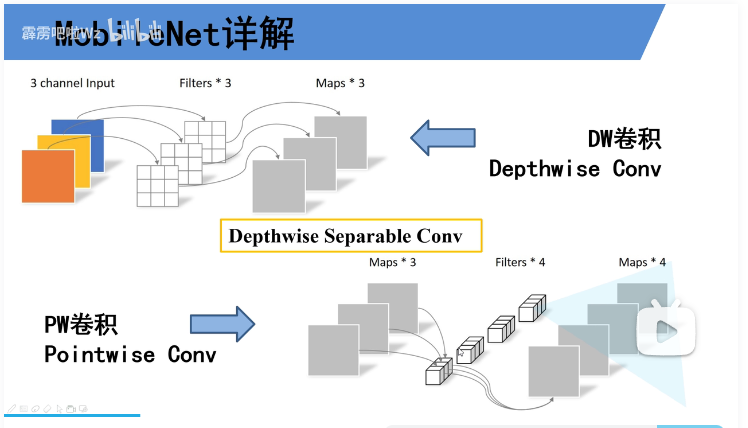 霹雳吧啦Wz bilibili
MobileNet详解
3 channel Input
Filters * 3
Maps * 3
DW卷积
Depthwise Conv
Depthwise Separable Conv
Maps * 3
Filters * 4
Maps * 4
PW卷积
Pointwise Conv